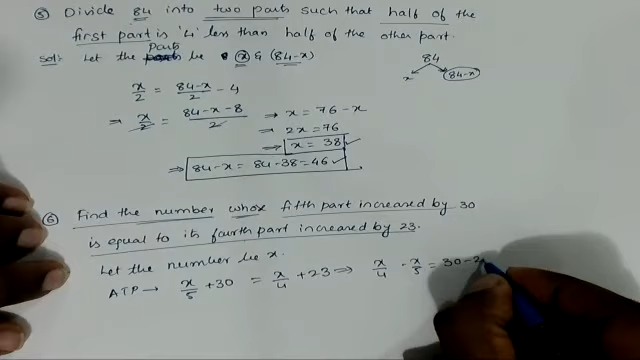 ⑤ Divide 84 into two parts such that half of the
first part is '4' less than half of the other part.
Sol: Let the parts be x & (84-x)
84
x (84-x)
x/2 = (84-x)/2 - 4
⇒ x/2 = (84-x-8)/2 ⇒ x = 76 - x
⇒ 2x = 76
⇒ x = 38 ✓
⇒ 84-x = 84-38 = 46 ✓
⑥ Find the number whose fifth part increased by 30
is equal to its fourth part increased by 23.
Let the number be x.
ATP → x/5 + 30 = x/4 + 23 ⇒ x/4 - x/5 = 30-2